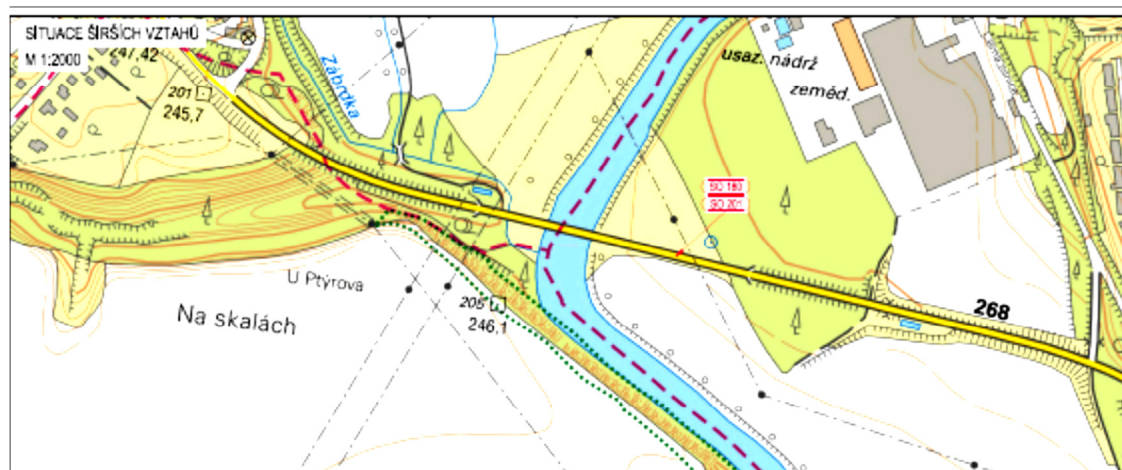 SITUACE ŠIRŠÍCH VZTAHŮ
M 1:2000
247,42
Zábrdka
201
245,7
usaz. nádrž
zeměd.
SO 180
SO 201
U Ptýrova
205
246,1
Na skalách
268